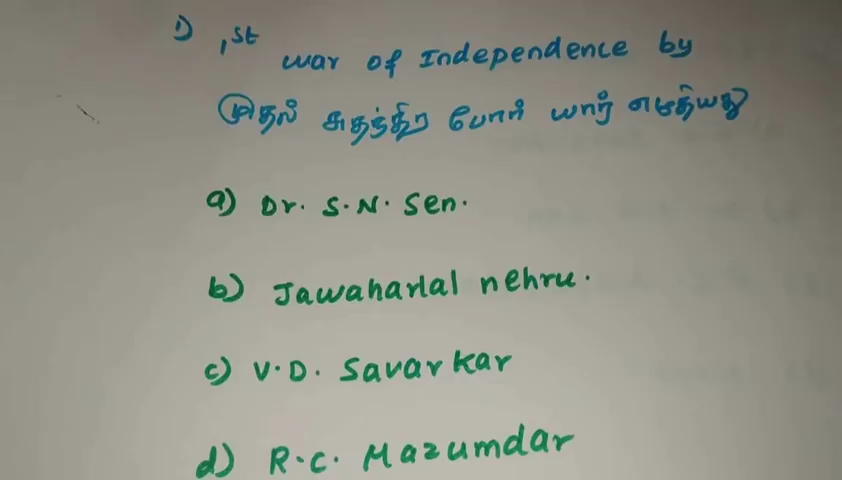 1) 1st war of Independence by
முதல் சுதந்திர போர் யார் எழுதியது
a) Dr. S.N. Sen.
b) Jawaharlal nehru.
c) V.D. Savarkar
d) R.C. Mazumdar